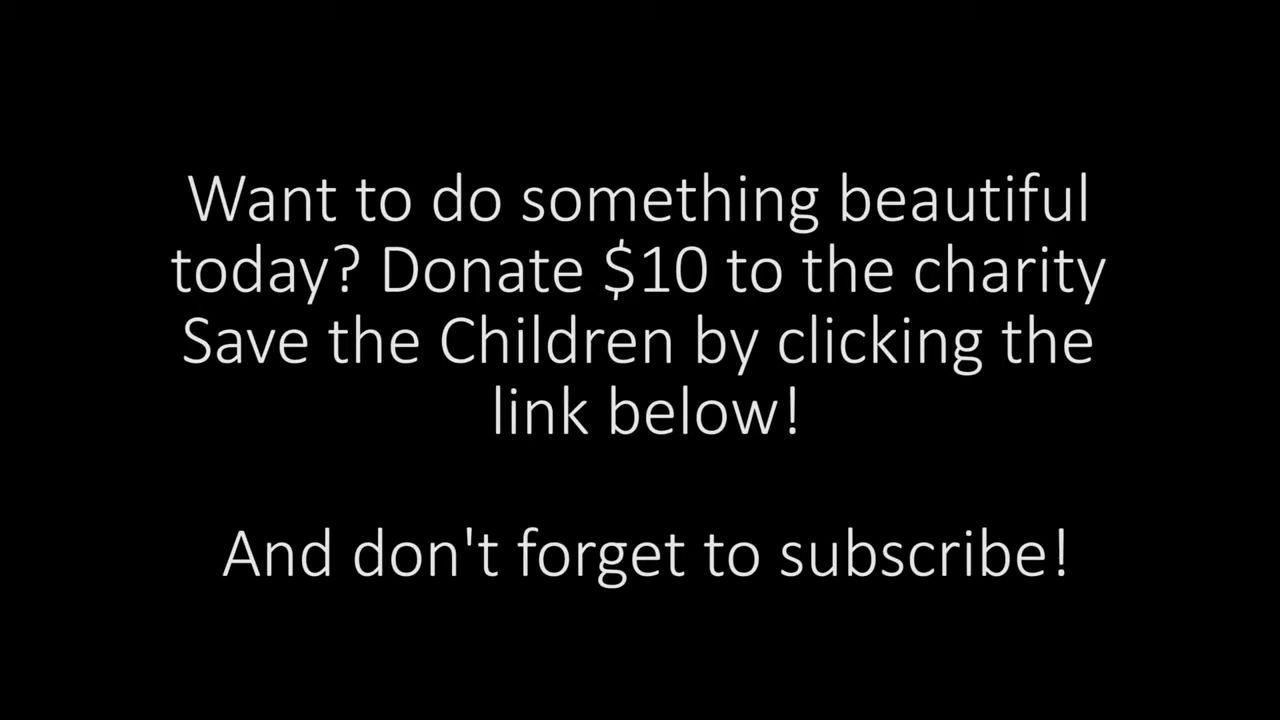 Want to do something beautiful
today? Donate $10 to the charity
Save the Children by clicking the
link below!
And don't forget to subscribe!